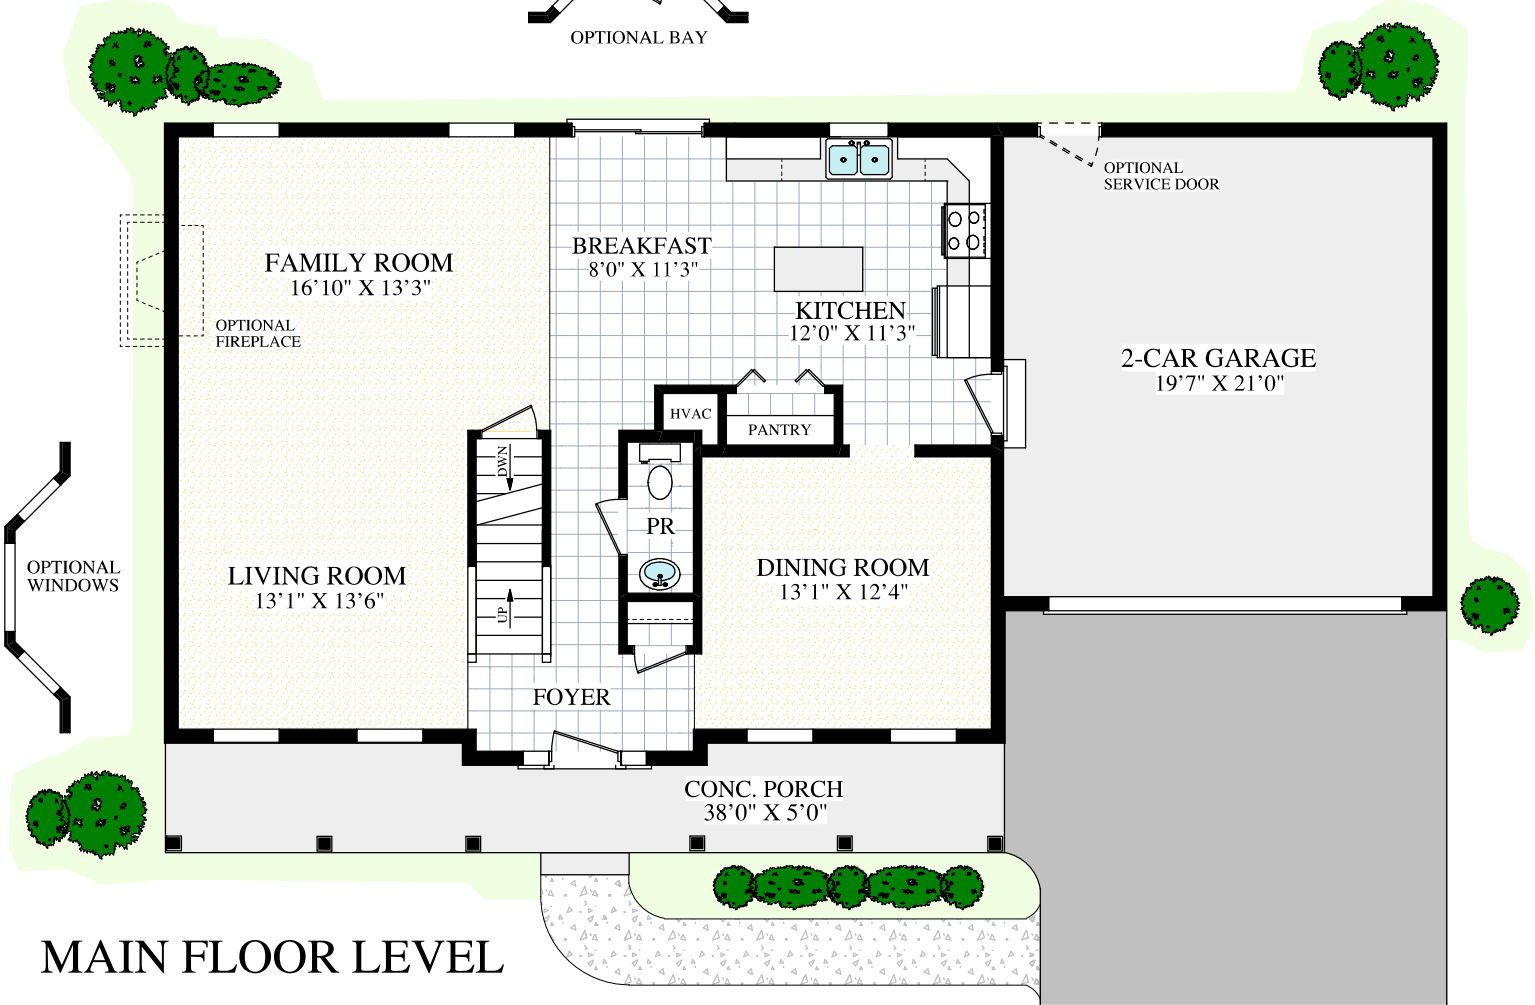 OPTIONAL BAY
OPTIONAL
SERVICE DOOR
BREAKFAST
8'0" X 11'3"
FAMILY ROOM
16'10" X 13'3"
KITCHEN
12'0" X 11'3"
OPTIONAL
FIREPLACE
2-CAR GARAGE
19'7" X 21'0"
HVAC
PANTRY
DWN
PR
OPTIONAL
WINDOWS
LIVING ROOM
13'1" X 13'6"
DINING ROOM
13'1" X 12'4"
UP
FOYER
CONC. PORCH
38'0" X 5'0"
MAIN FLOOR LEVEL